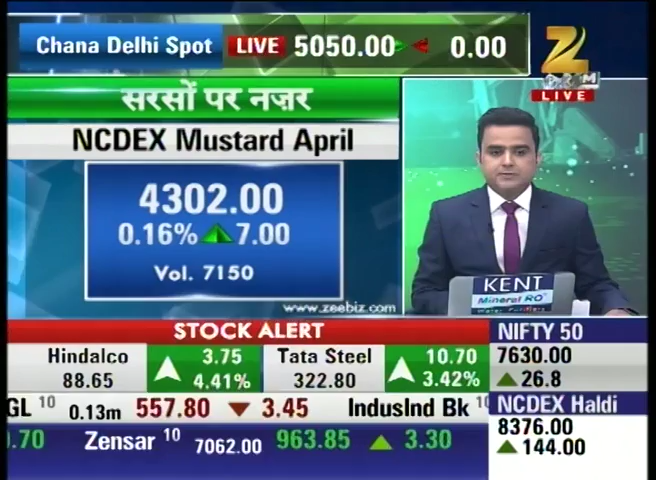 Chana Delhi Spot LIVE 5050.00 0.00
Z
LIVE
सरसों पर नज़र
NCDEX Mustard April
4302.00
0.16% 7.00
Vol. 7150
www.zeebiz.com
KENT
Mineral RO
STOCK ALERT
Hindalco 3.75
88.65 4.41%
Tata Steel 10.70
322.80 3.42%
NIFTY 50
7630.00
26.8
GL 10 0.13m 557.80 3.45 IndusInd Bk 10
NCDEX Haldi
8376.00
144.00
0.70 Zensar 10 7062.00 963.85 3.30